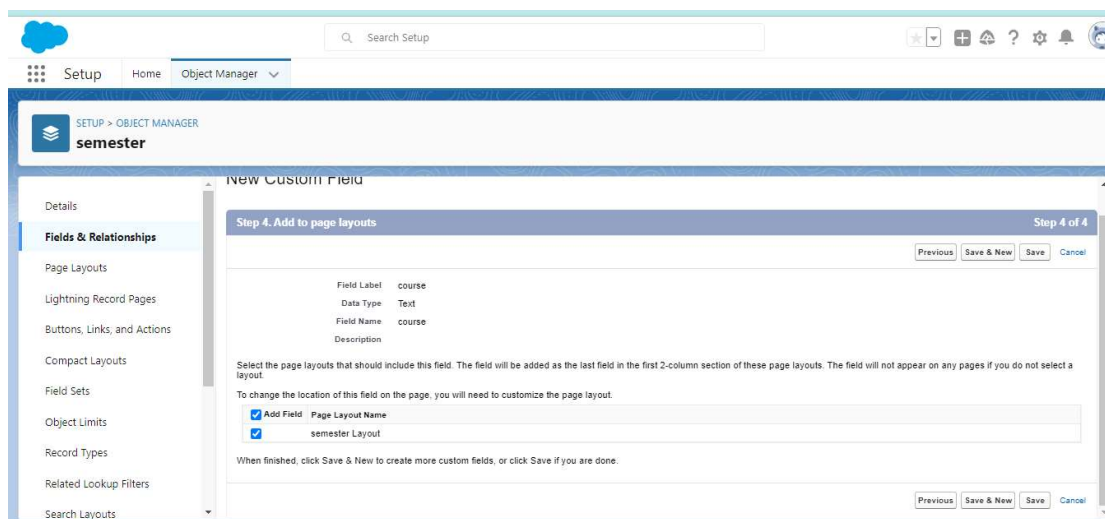 Search Setup
Setup Home Object Manager
SETUP > OBJECT MANAGER
semester
New Custom Field
Details
Fields & Relationships
Page Layouts
Lightning Record Pages
Buttons, Links, and Actions
Compact Layouts
Field Sets
Object Limits
Record Types
Related Lookup Filters
Search Layouts
Step 4. Add to page layouts Step 4 of 4
Previous Save & New Save Cancel
Field Label course
Data Type Text
Field Name course
Description
Select the page layouts that should include this field. The field will be added as the last field in the first 2-column section of these page layouts. The field will not appear on any pages if you do not select a
layout.
To change the location of this field on the page, you will need to customize the page layout.
Add Field Page Layout Name
semester Layout
When finished, click Save & New to create more custom fields, or click Save if you are done.
Previous Save & New Save Cancel